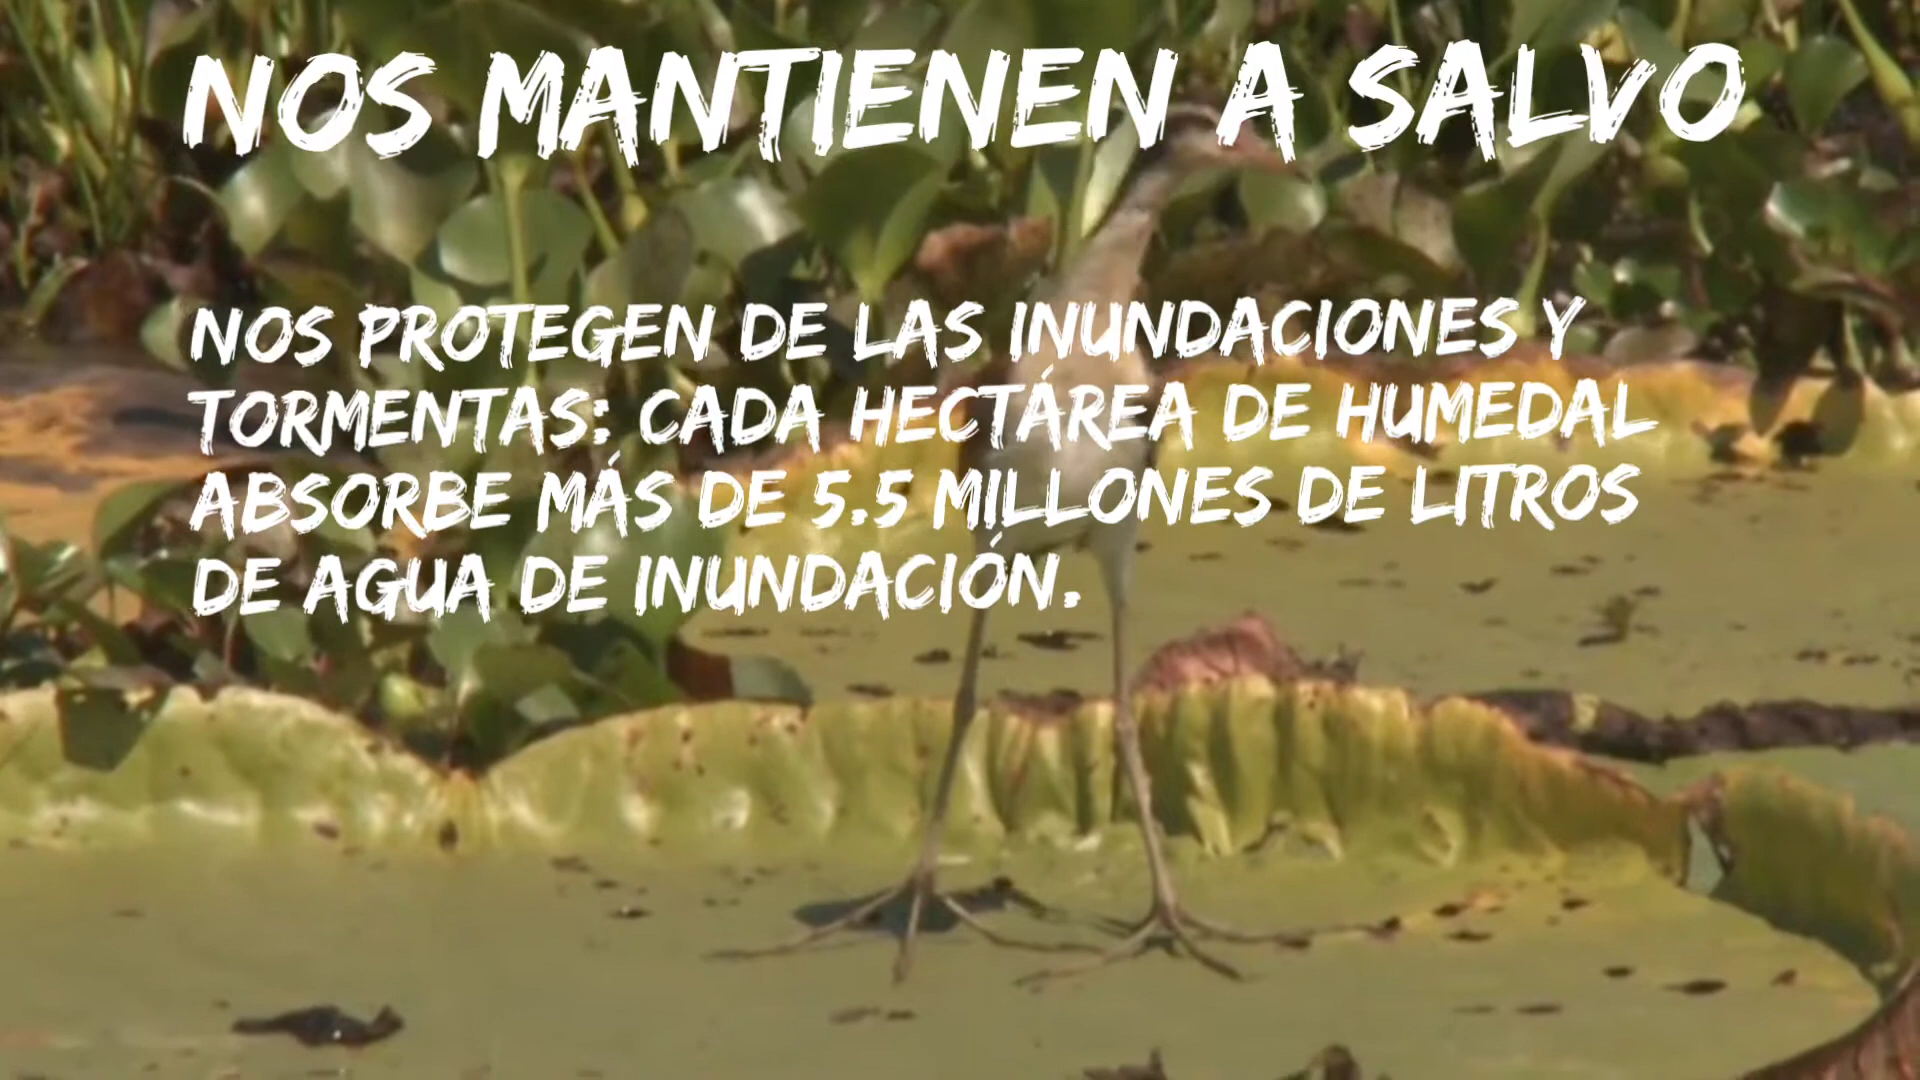 NOS MANTIENEN A SALVO
NOS PROTEGEN DE LAS INUNDACIONES Y
TORMENTAS: CADA HECTÁREA DE HUMEDAL
ABSORBE MÁS DE 5.5 MILLONES DE LITROS
DE AGUA DE INUNDACIÓN.